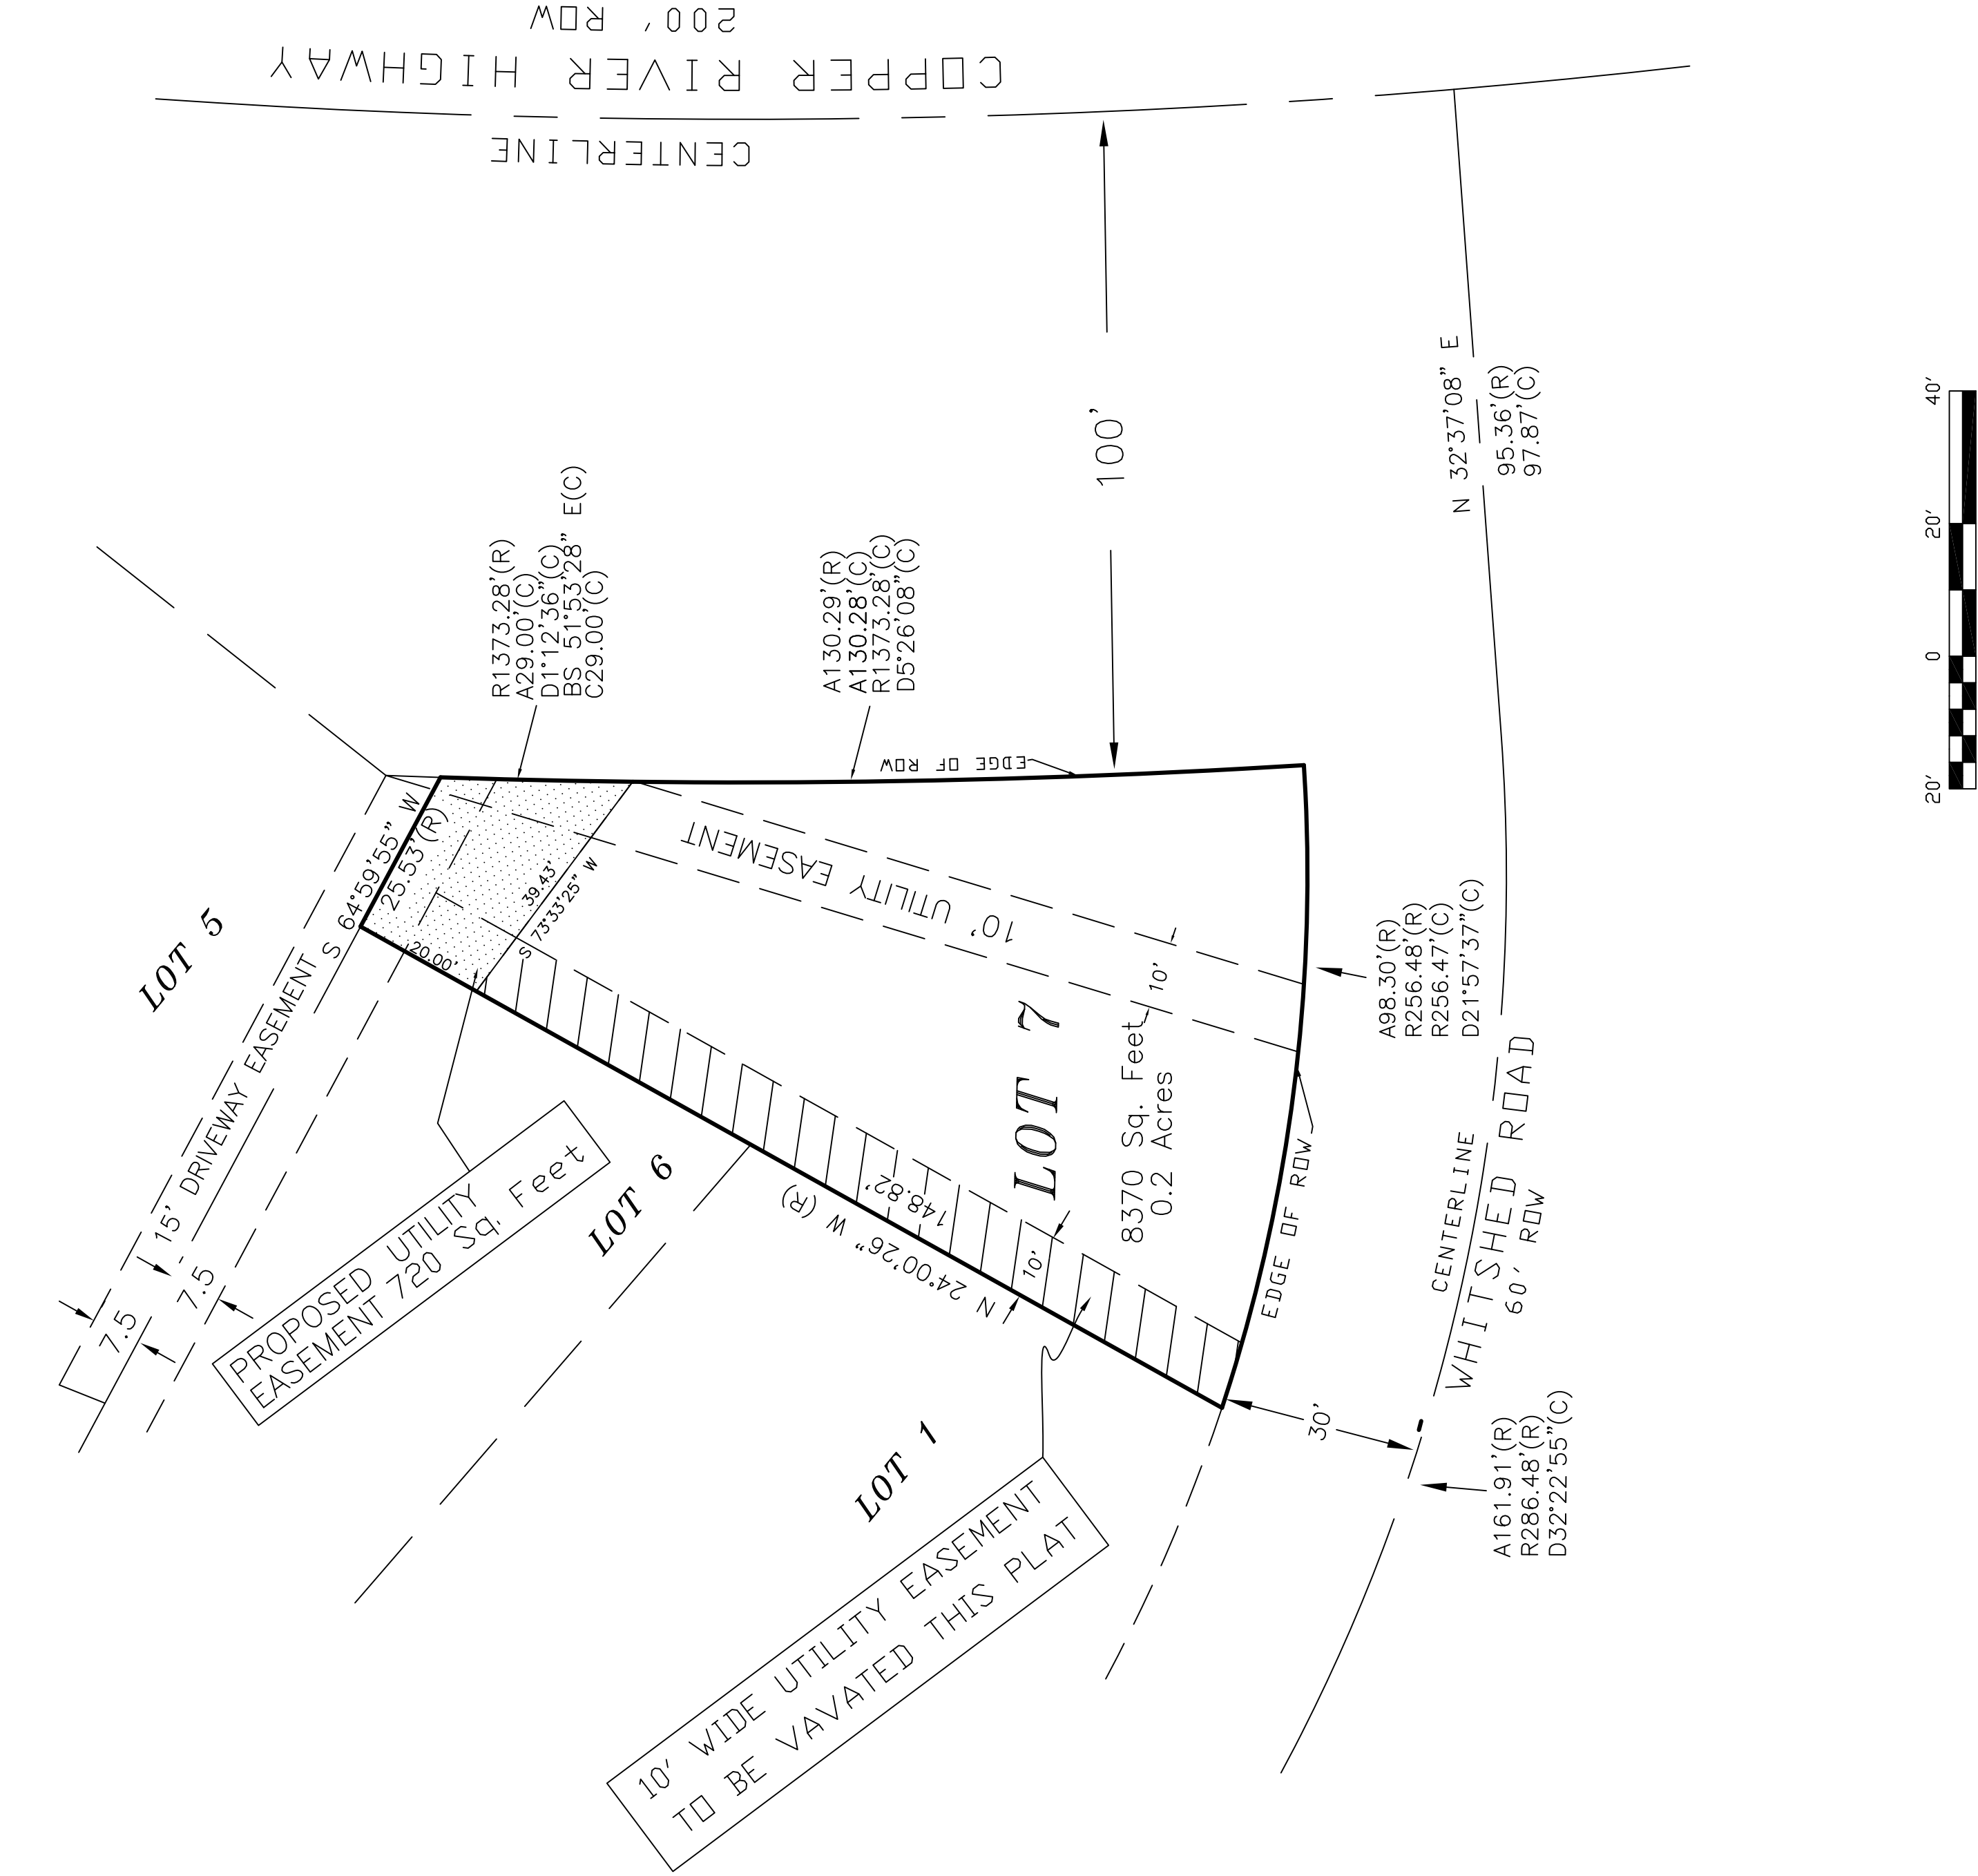 200' ROW
COPPER RIVER HIGHWAY
CENTERLINE
N 32°37'08" E
95.36'(R)
97.87'(C)
40'
20'
0
20'
100'
R1373.28'(R)
A29.00'(C)
D1°12'36"(C)
BS 51°53'28" E(C)
C29.00'(C)
A130.29'(R)
A130.28'(C)
R1373.28'(C)
D5°26'08"(C)
EDGE OF ROW
S 64°59'55" W
25.53'(R)
39.43'
S 73°33'25" W
20.00'
10' UTILITY EASEMENT
10'
LOT 5
15' DRIVEWAY EASEMENT
7.5
7.5
PROPOSED UTILITY
EASEMENT 720 Sq. Feet
LOT 6
LOT 7
8370 Sq. Feet
0.2 Acres
148.82'
N 24°00'26" W (R)
10'
A98.30'(R)
R256.48'(R)
R256.47'(C)
D21°57'37"(C)
EDGE OF ROW
CENTERLINE
WHITSHED ROAD
60' ROW
30'
A161.91'(R)
R286.48'(R)
D32°22'55"(C)
LOT 1
10' WIDE UTILITY EASEMENT
TO BE VAVATED THIS PLAT